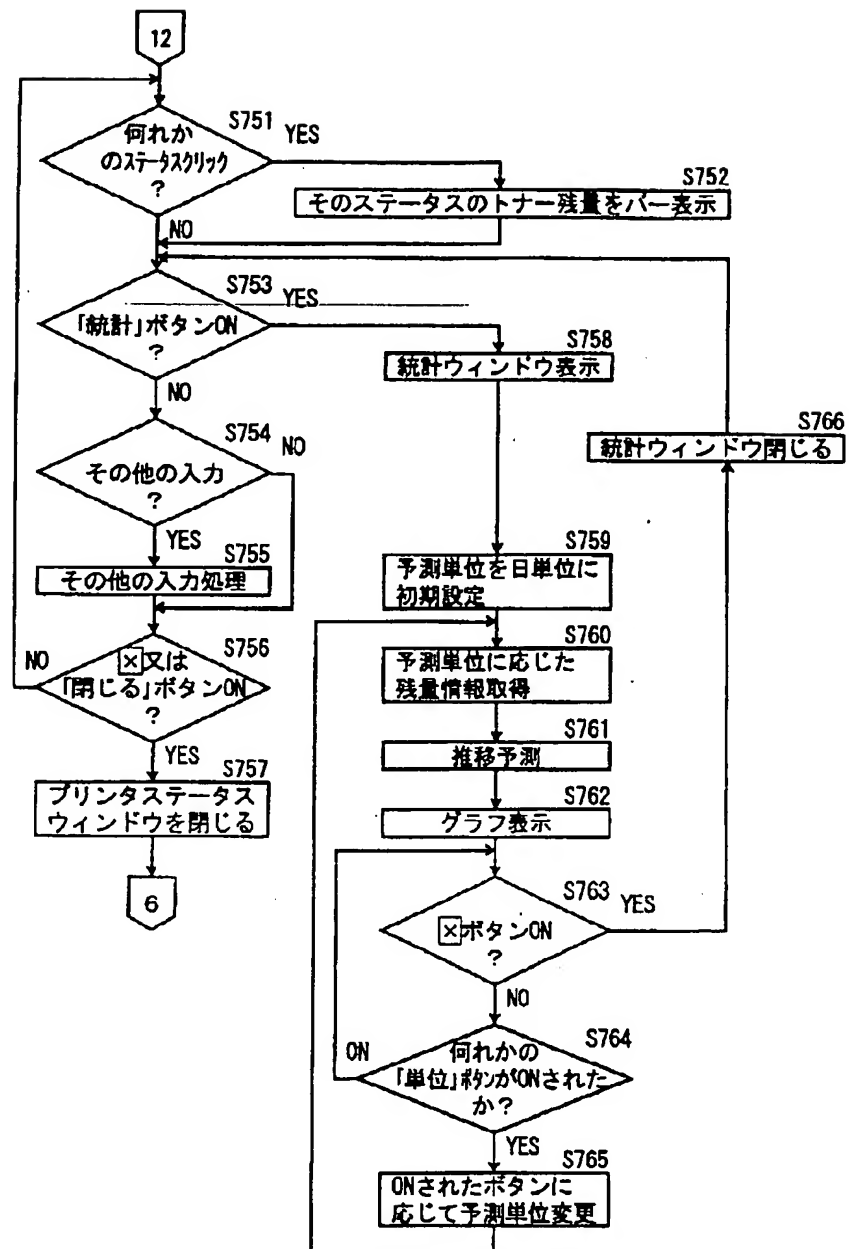 12
S751
YES
何れか
のステータスクリック
?
NO
S752
そのステータスのトナー残量をバー表示
S753
YES
「統計」ボタンON
?
NO
S758
統計ウィンドウ表示
S754
NO
その他の入力
?
YES
S755
その他の入力処理
S756
NO
×又は
「閉じる」ボタンON
?
YES
S757
プリンタステータス
ウィンドウを閉じる
6
S766
統計ウィンドウ閉じる
S759
予測単位を日単位に
初期設定
S760
予測単位に応じた
残量情報取得
S761
推移予測
S762
グラフ表示
S763
YES
×ボタンON
?
NO
S764
ON
何れかの
「単位」ボタンがONされた
か?
YES
S765
ONされたボタンに
応じて予測単位変更